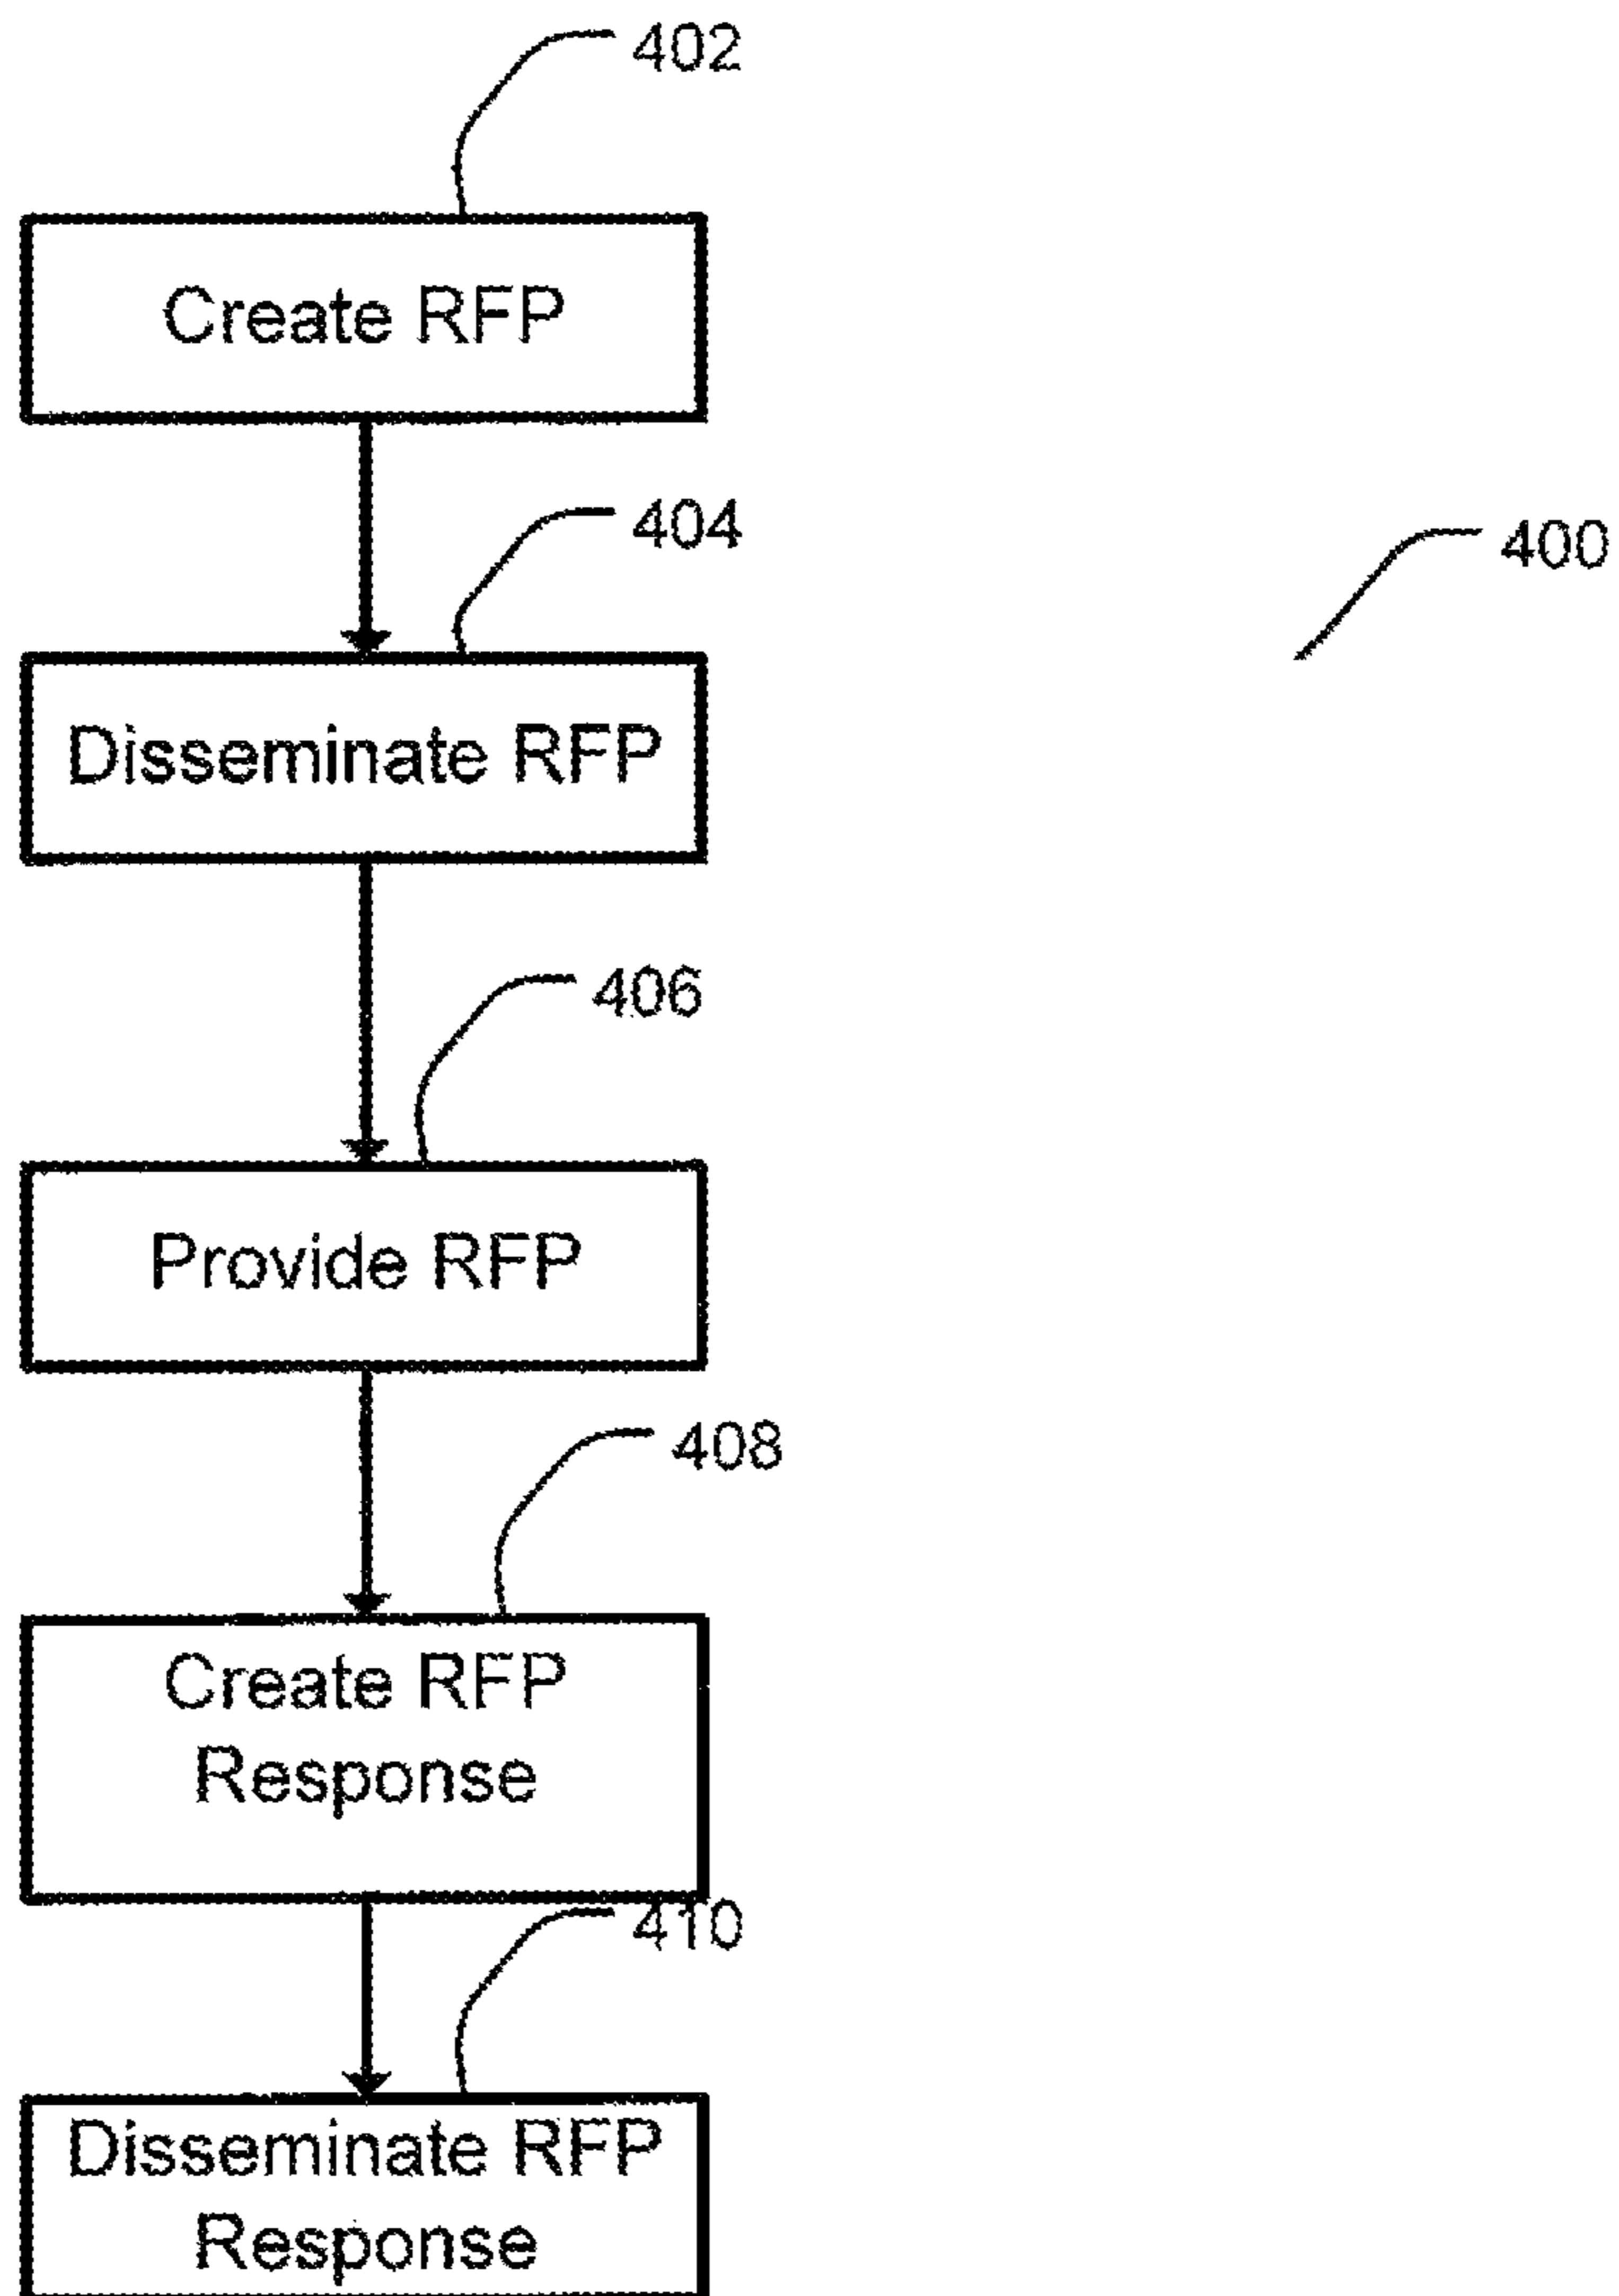 402
Create RFP
404
400
Disseminate RFP
406
Provide RFP
408
Create RFP
Response
410
Disseminate RFP
Response